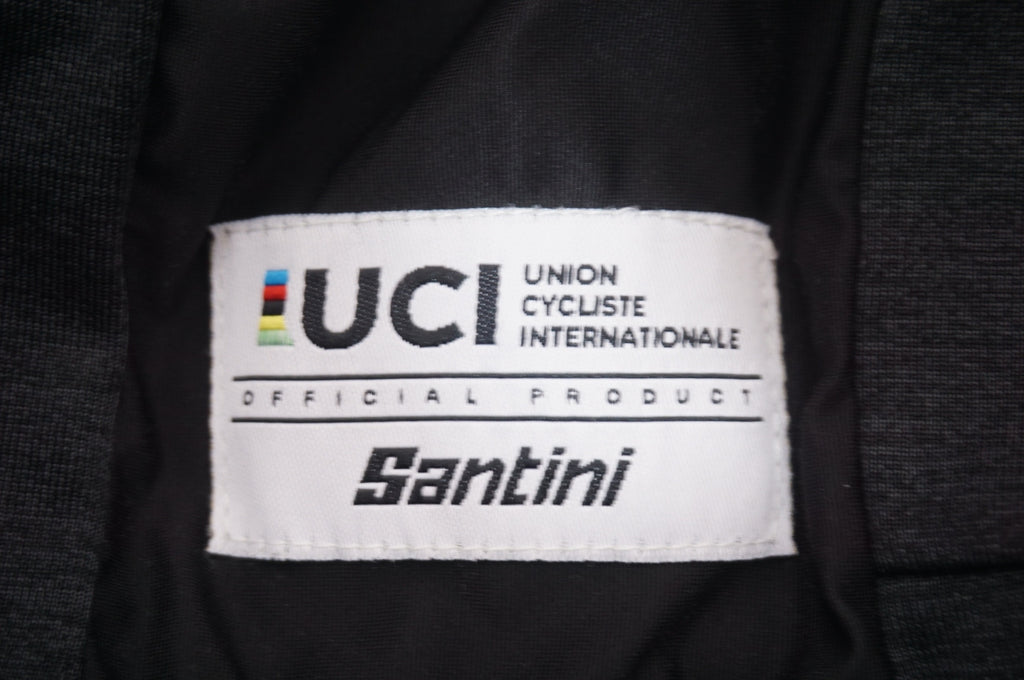 UCI
UNION
CYCLISTE
INTERNATIONALE
OFFICIAL PRODUCT
Santini